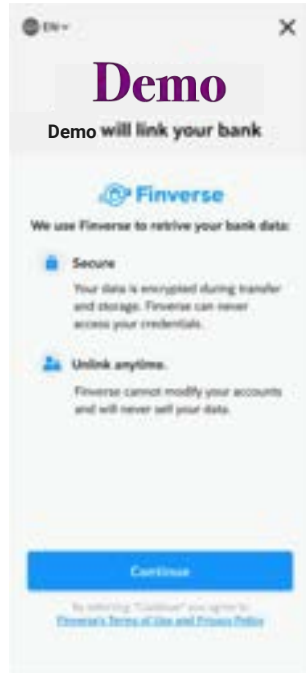 EN
Demo
Demo will link your bank
Finverse
We use Finverse to retrive your bank data:
Secure
Your data is encrypted during transfer
and storage. Finverse can never
access your credentials.
Unlink anytime.
Finverse cannot modify your accounts
and will never sell your data.
Continue
By selecting "Continue" you agree to
Finverse's Terms of Use and Privacy Policy